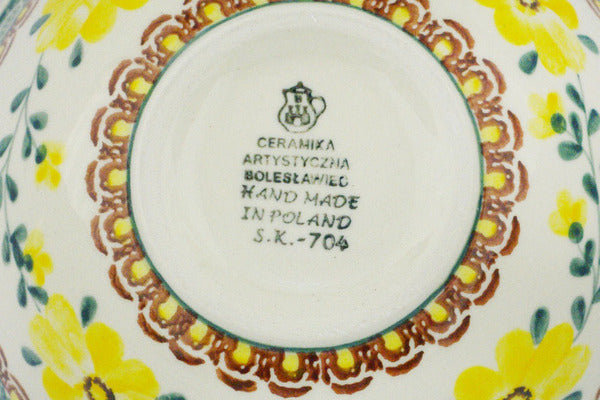 B
CERAMIKA
ARTYSTYCZNA
BOLESŁAWIEC
HAND MADE
IN POLAND
S.K.-704